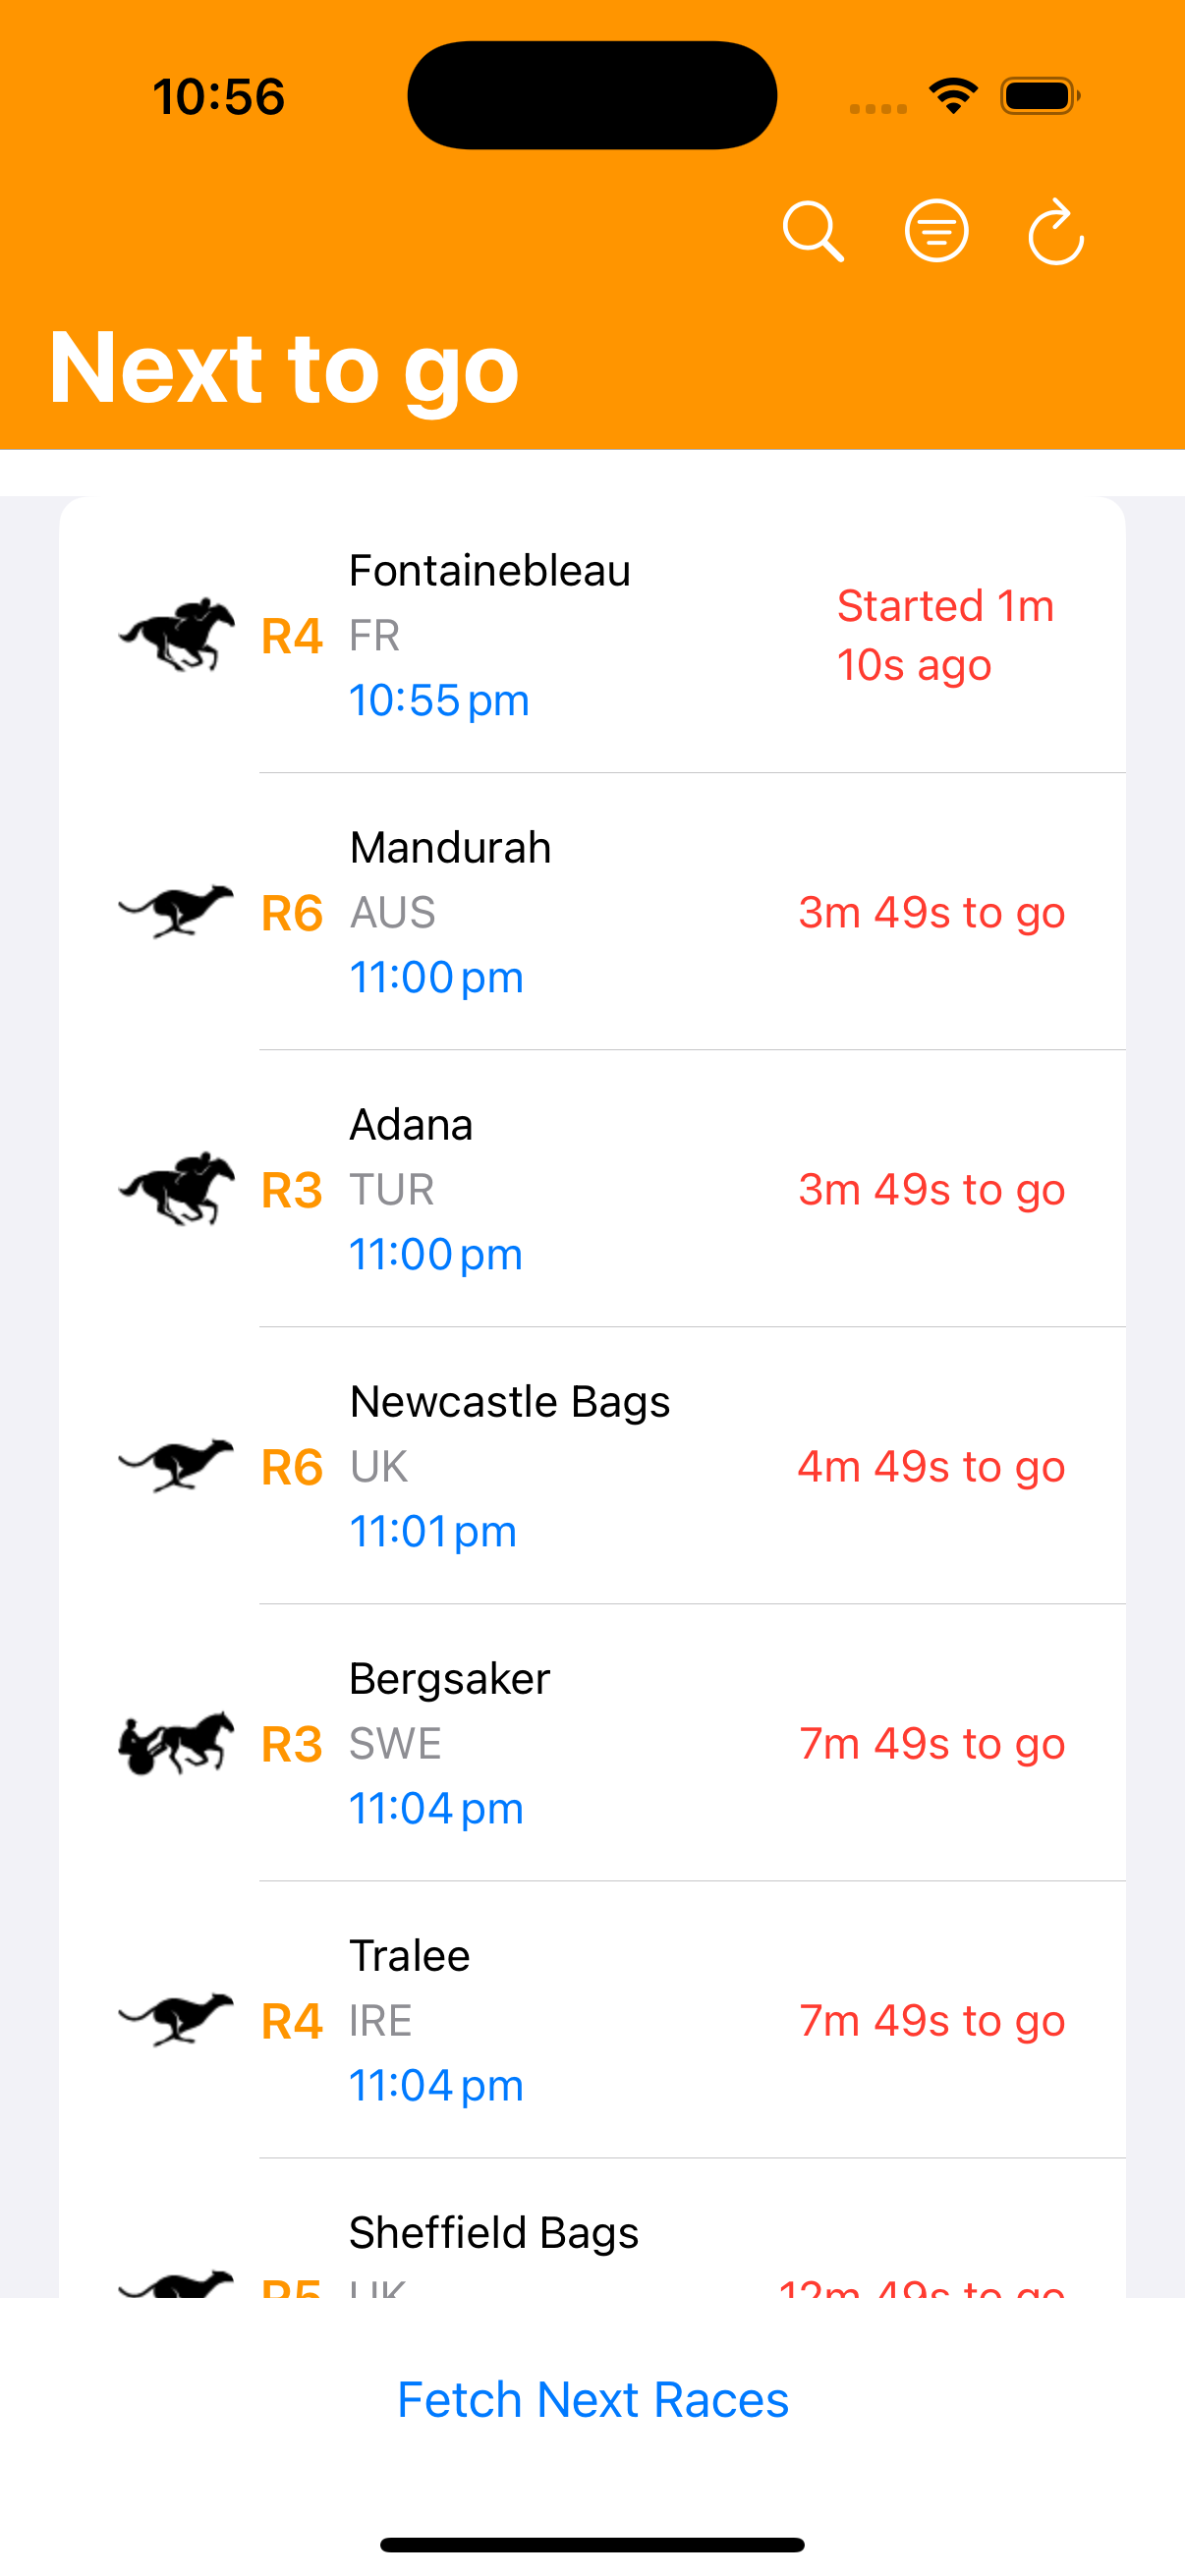 10:56
Next to go
Fontainebleau
R4 FR
10:55 pm
Started 1m
10s ago
Mandurah
R6 AUS
3m 49s to go
11:00 pm
Adana
R3 TUR
3m 49s to go
11:00 pm
Newcastle Bags
R6 UK
4m 49s to go
11:01 pm
Bergsaker
R3 SWE
7m 49s to go
11:04 pm
Tralee
R4 IRE
7m 49s to go
11:04 pm
Sheffield Bags
R5 UK
12m 49s to go
Fetch Next Races